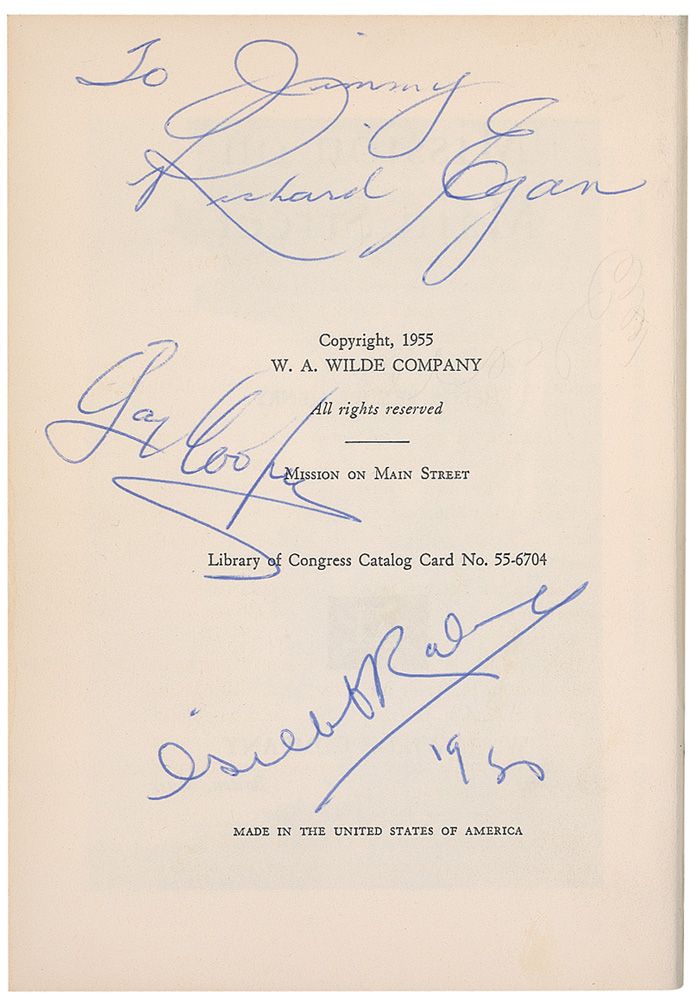 To Jimmy
Richard Egan
Copyright, 1955
W. A. WILDE COMPANY
All rights reserved
Gary Cooper
MISSION ON MAIN STREET
Library of Congress Catalog Card No. 55-6704
MADE IN THE UNITED STATES OF AMERICA